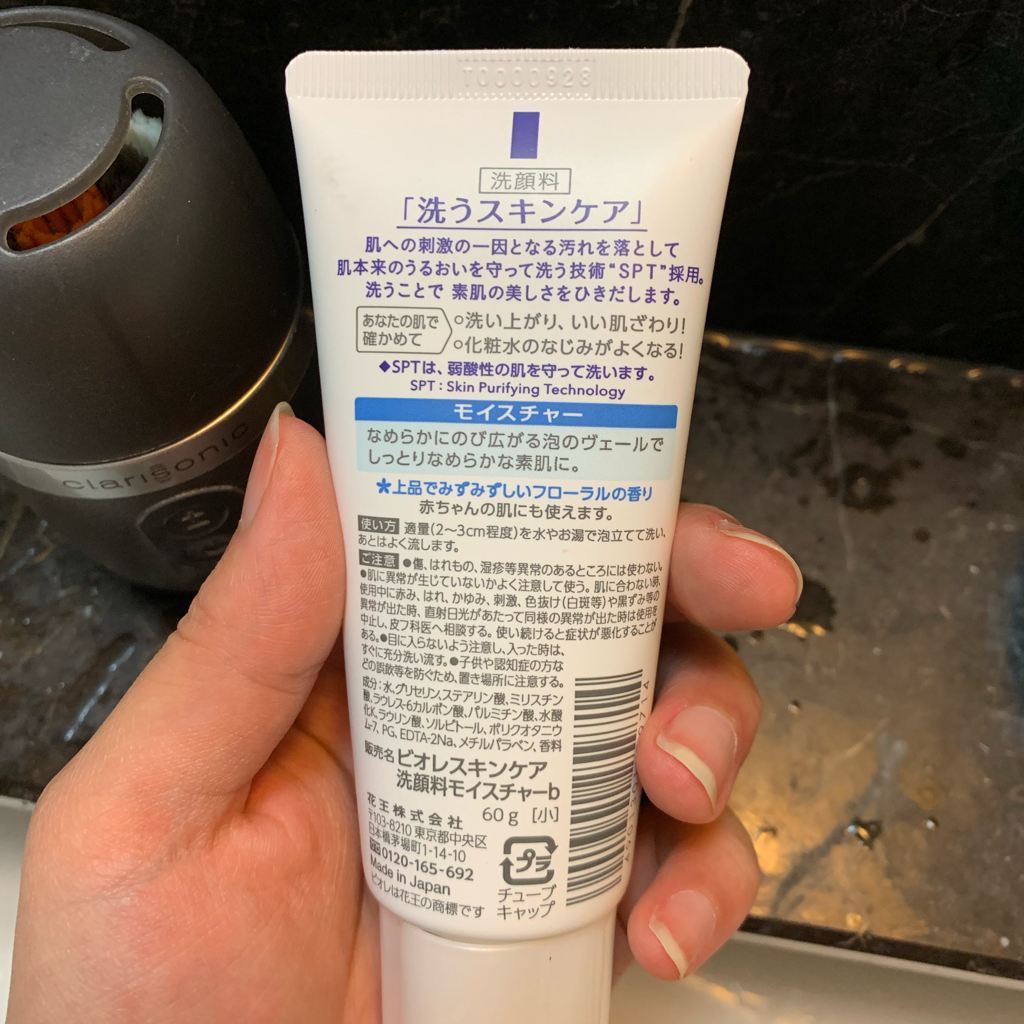 TO000928
洗顔料
「洗うスキンケア」
肌への刺激の一因となる汚れを落として
肌本来のうるおいを守って洗う技術“SPT”採用。
洗うことで 素肌の美しさをひきだします。
あなたの肌で
確かめて
○洗い上がり、いい肌ざわり!
○化粧水のなじみがよくなる!
◆SPTは、弱酸性の肌を守って洗います。
SPT : Skin Purifying Technology
モイスチャー
なめらかにのび広がる泡のヴェールで
しっとりなめらかな素肌に。
*上品でみずみずしいフローラルの香り
赤ちゃんの肌にも使えます。
使い方 適量(2〜3cm程度)を水やお湯で泡立てて洗い、
あとはよく流します。
ご注意 ●傷、はれもの、湿疹等異常のあるところには使わない。
●肌に異常が生じていないかよく注意して使う。肌に合わない時、
使用中に赤み、はれ、かゆみ、刺激、色抜け(白斑等)や黒ずみ等の
異常が出た時、直射日光があたって同様の異常が出た時は使用を
中止し、皮フ科医へ相談する。使い続けると症状が悪化することが
ある。●目に入らないよう注意し、入った時は、
すぐに充分洗い流す。●子供や認知症の方な
どの誤飲等を防ぐため、置き場所に注意する。
成分:水、グリセリン、ステアリン酸、ミリスチン
酸、ラウレス-6カルボン酸、パルミチン酸、水酸
化K、ラウリン酸、ソルビトール、ポリクオタニウ
ム-7、PG、EDTA-2Na、メチルパラベン、香料
販売名 ビオレスキンケア
洗顔料モイスチャーb
花王株式会社 60g [小]
〒103-8210 東京都中央区
日本橋茅場町1-14-10
0120-165-692
Made in Japan
ビオレは花王の商標です
プラ
チューブ
キャップ
clarisonic